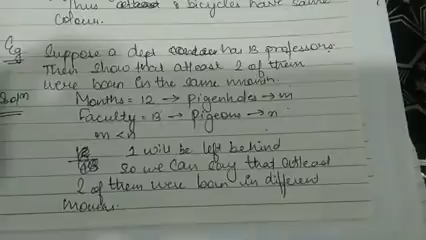 Thus atleast 8 bicycles have same
colour.
Eg Suppose a dept has 13 professors.
Then show that atleast 2 of them
were born in the same month.
Soln Months = 12 → pigenholes → m
Faculty = 13 → pigeons → n
m < n
1 will be left behind
so we can say that atleast
2 of them were born in different
months.